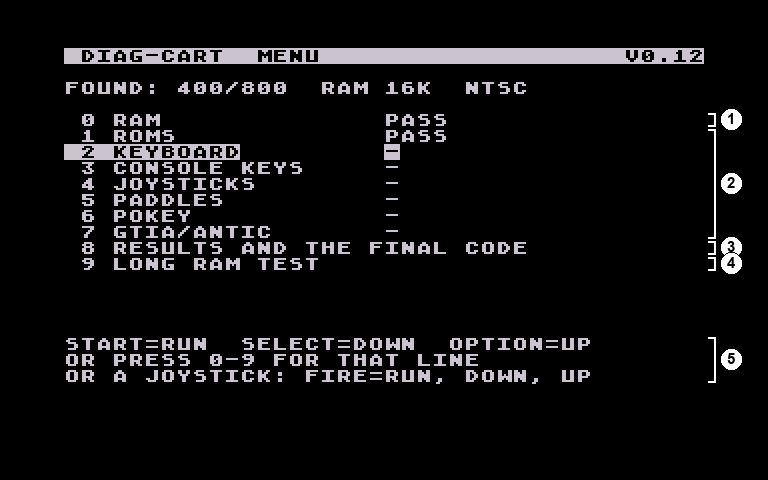 DIAG-CART MENU V0.12
FOUND: 400/800 RAM 16K NTSC
0 RAM PASS
1 ROMS PASS
2 KEYBOARD -
3 CONSOLE KEYS -
4 JOYSTICKS -
5 PADDLES -
6 POKEY -
7 GTIA/ANTIC -
8 RESULTS AND THE FINAL CODE
9 LONG RAM TEST
START=RUN SELECT=DOWN OPTION=UP
OR PRESS 0-9 FOR THAT LINE
OR A JOYSTICK: FIRE=RUN, DOWN, UP
1
2
3
4
5